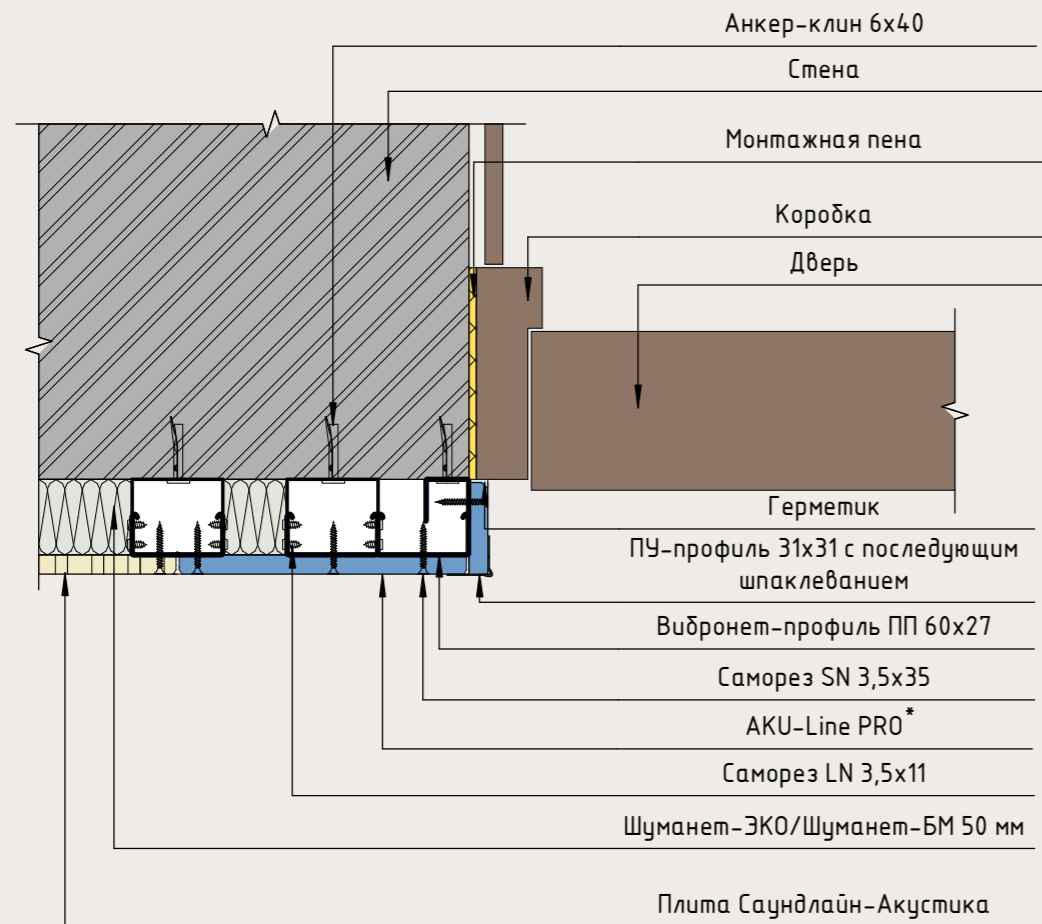 Анкер-клин 6х40
Стена
Монтажная пена
Коробка
Дверь
Герметик
ПУ-профиль 31х31 с последующим
шпаклеванием
Вибронет-профиль ПП 60х27
Саморез SN 3,5х35
AKU-Line PRO*
Саморез LN 3,5х11
Шуманет-ЭКО/Шуманет-БМ 50 мм
Плита Саундлайн-Акустика